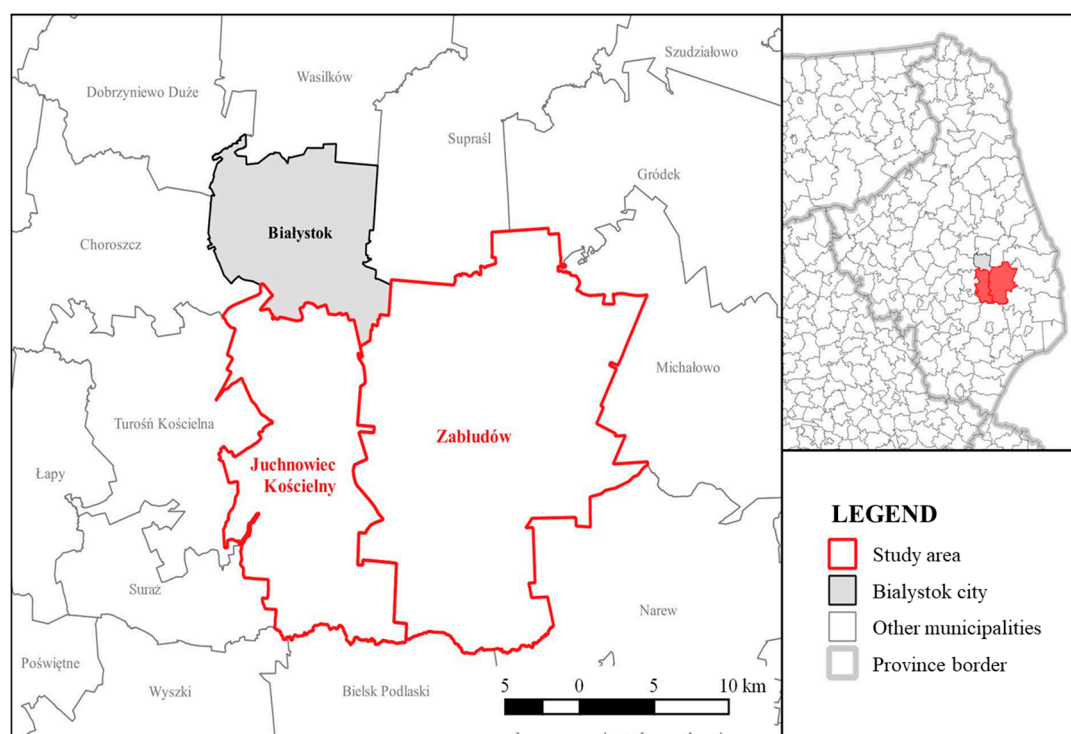 Szudziałowo
Wasilków
Dobrzyniewo Duże
Supraśl
Gródek
Białystok
Choroszcz
Michałowo
Turośń Kościelna
Zabłudów
Łapy
Juchnowiec
Kościelny
Suraż
Narew
Poświętne
Wyszki
Bielsk Podlaski
5 0 5 10 km
LEGEND
Study area
Bialystok city
Other municipalities
Province border